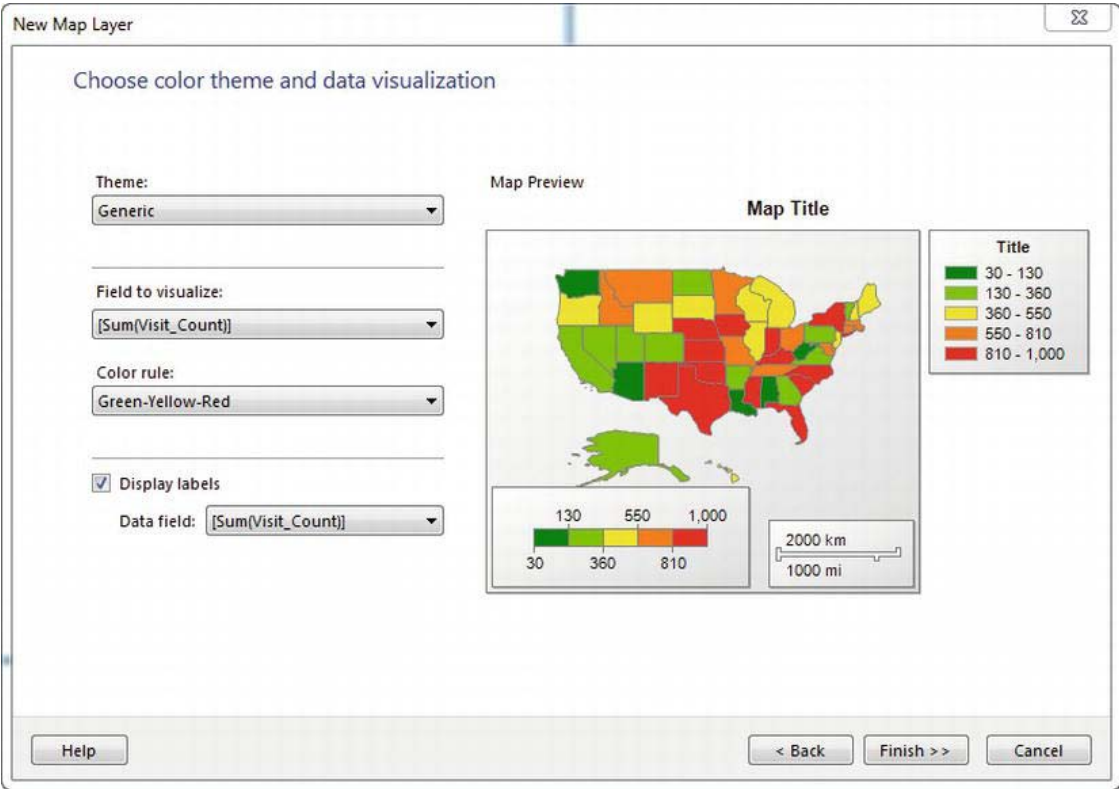 New Map Layer
Choose color theme and data visualization
Theme:
Generic
Field to visualize:
[Sum(Visit_Count)]
Color rule:
Green-Yellow-Red
Display labels
Data field: [Sum(Visit_Count)]
Map Preview
Map Title
Title
30 - 130
130 - 360
360 - 550
550 - 810
810 - 1,000
130 550 1,000
30 360 810
2000 km
1000 mi
Help
< Back
Finish >>
Cancel